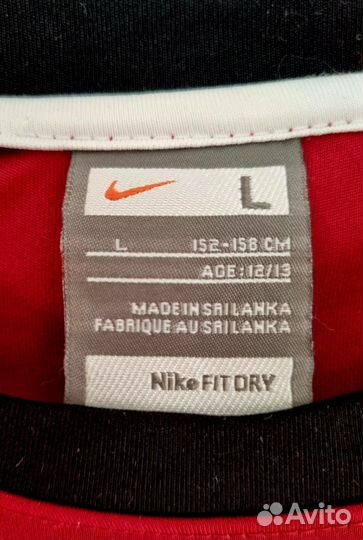 L
L 152-158 CM
AGE: 12/13
MADE IN SRI LANKA
FABRIQUE AU SRI LANKA
Nike FIT DRY
Avito